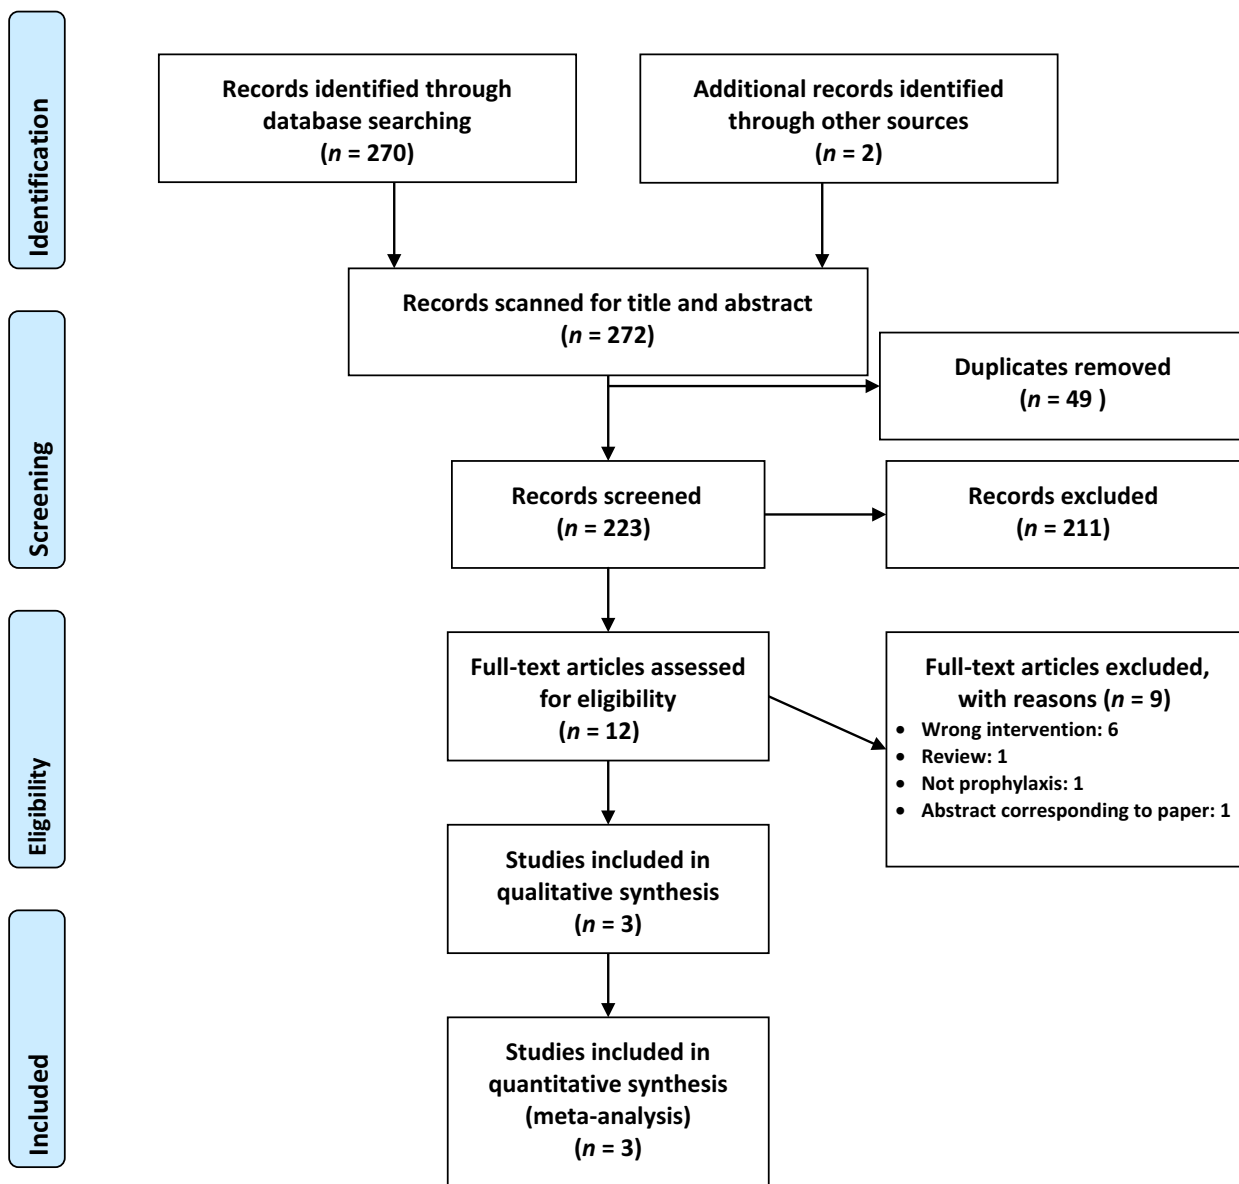 Identification
Records identified through
database searching
(n = 270)
Additional records identified
through other sources
(n = 2)
Records scanned for title and abstract
(n = 272)
Screening
Duplicates removed
(n = 49 )
Records screened
(n = 223)
Records excluded
(n = 211)
Eligibility
Full-text articles assessed
for eligibility
(n = 12)
Full-text articles excluded,
with reasons (n = 9)
• Wrong intervention: 6
• Review: 1
• Not prophylaxis: 1
• Abstract corresponding to paper: 1
Studies included in
qualitative synthesis
(n = 3)
Included
Studies included in
quantitative synthesis
(meta-analysis)
(n = 3)